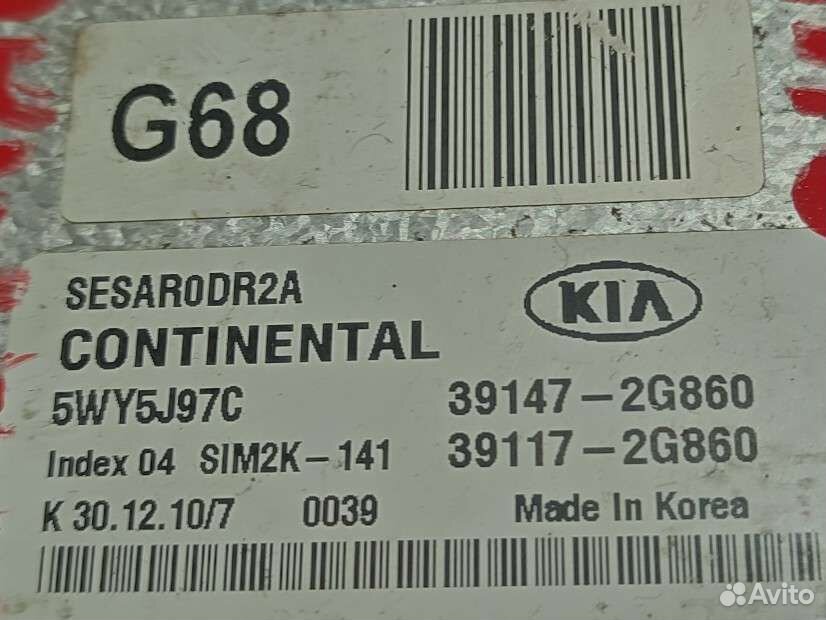 G68
SESAR0DR2A
KIA
CONTINENTAL
5WY5J97C 39147-2G860
Index 04 SIM2K-141 39117-2G860
K 30.12.10/7 0039 Made In Korea
Avito